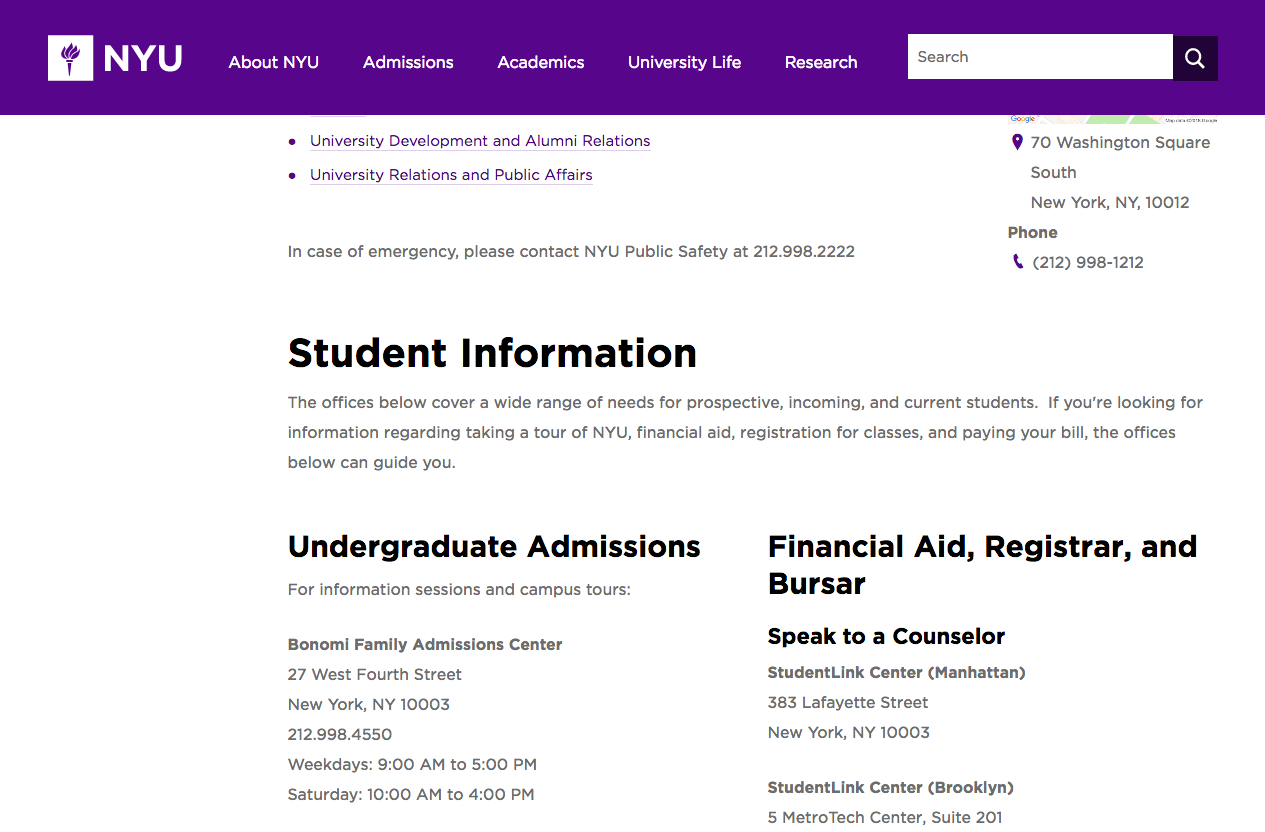 NYU
About NYU
Admissions
Academics
University Life
Research
Search
University Development and Alumni Relations
University Relations and Public Affairs
In case of emergency, please contact NYU Public Safety at 212.998.2222
Google
Map data ©2018 Google
70 Washington Square
South
New York, NY, 10012
Phone
(212) 998-1212
Student Information
The offices below cover a wide range of needs for prospective, incoming, and current students.  If you're looking for
information regarding taking a tour of NYU, financial aid, registration for classes, and paying your bill, the offices
below can guide you.
Undergraduate Admissions
For information sessions and campus tours:
Bonomi Family Admissions Center
27 West Fourth Street
New York, NY 10003
212.998.4550
Weekdays: 9:00 AM to 5:00 PM
Saturday: 10:00 AM to 4:00 PM
Financial Aid, Registrar, and
Bursar
Speak to a Counselor
StudentLink Center (Manhattan)
383 Lafayette Street
New York, NY 10003
StudentLink Center (Brooklyn)
5 MetroTech Center, Suite 201